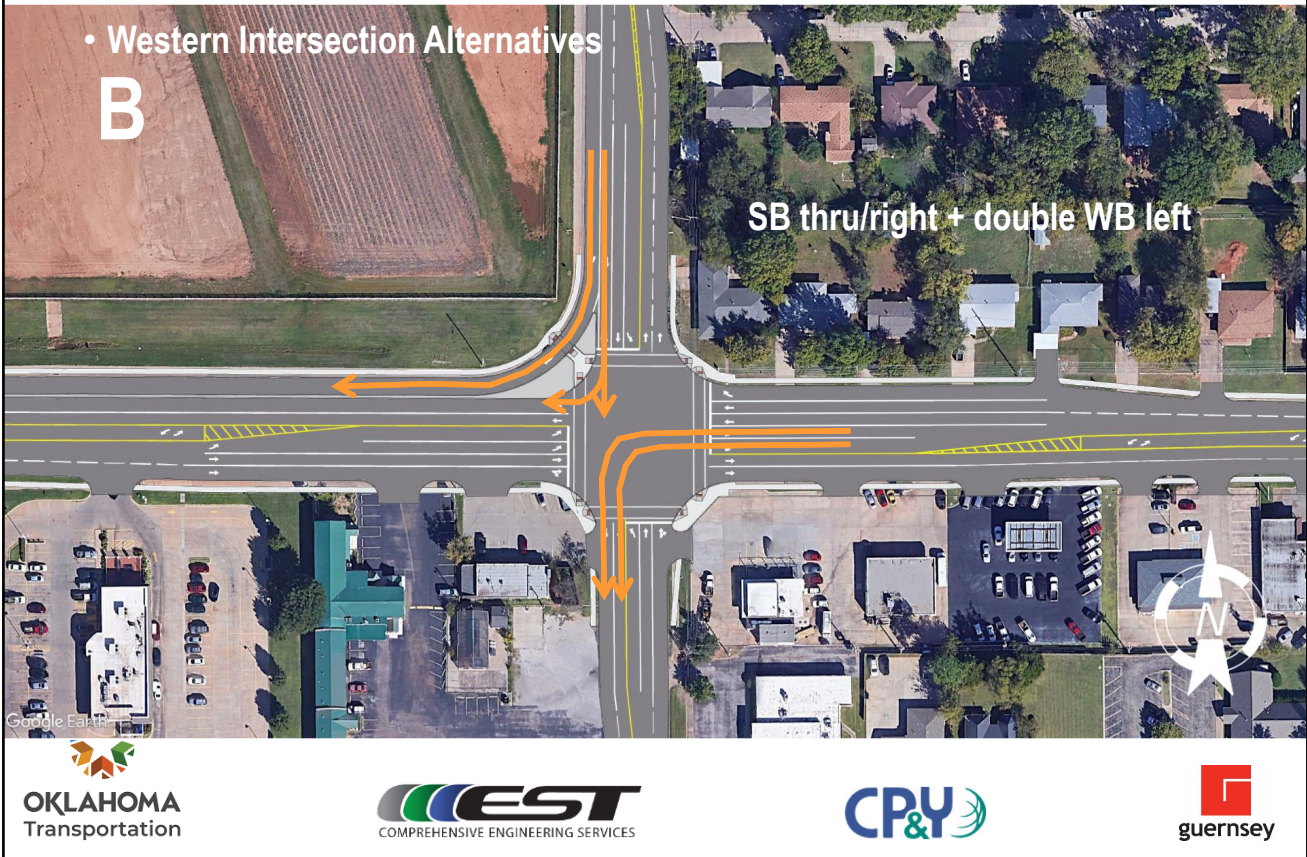 • Western Intersection Alternatives
B
SB thru/right + double WB left
N
Google Earth
OKLAHOMA
Transportation
EST
COMPREHENSIVE ENGINEERING SERVICES
CP&Y
guernsey